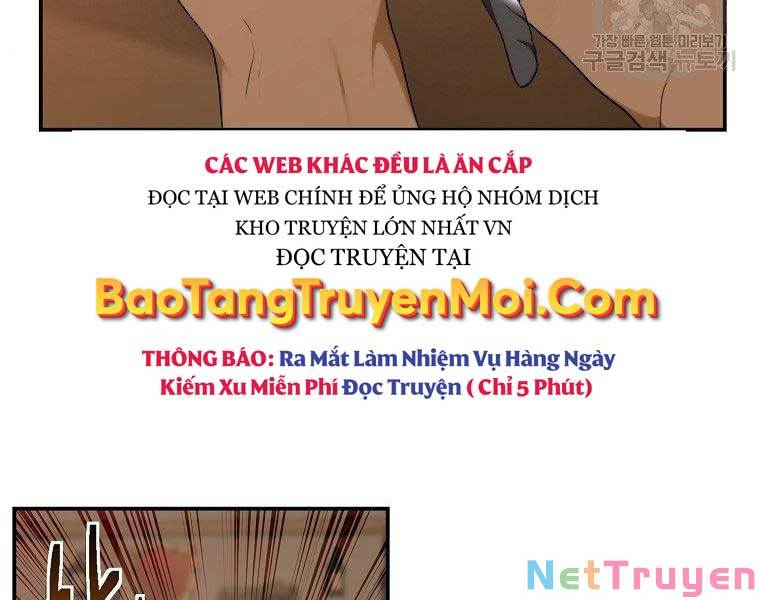 가장 빠른 웹툰 미리보기
구글검색 뉴토끼
CÁC WEB KHÁC ĐỀU LÀ ĂN CẮP
ĐỌC TẠI WEB CHÍNH ĐỂ ỦNG HỘ NHÓM DỊCH
KHO TRUYỆN LỚN NHẤT VN
ĐỌC TRUYỆN TẠI
BaoTangTruyenMoi.Com
THÔNG BÁO: Ra Mắt Làm Nhiệm Vụ Hàng Ngày
Kiếm Xu Miễn Phí Đọc Truyện ( Chỉ 5 Phút)
NetTruyen